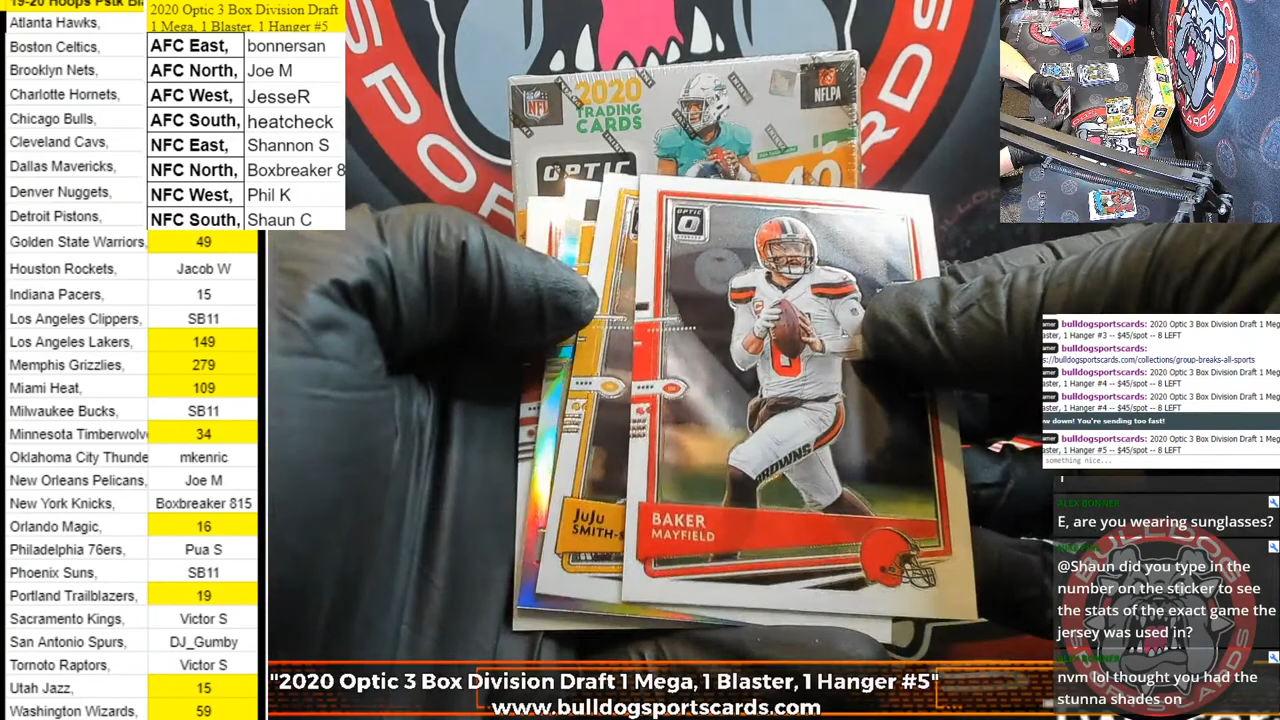 19-20 Hoops Pstk Bl
Atlanta Hawks,
Boston Celtics,
Brooklyn Nets,
Charlotte Hornets,
Chicago Bulls,
Cleveland Cavs,
Dallas Mavericks,
Denver Nuggets,
Detroit Pistons,
Golden State Warriors, 49
Houston Rockets, Jacob W
Indiana Pacers, 15
Los Angeles Clippers, SB11
Los Angeles Lakers, 149
Memphis Grizzlies, 279
Miami Heat, 109
Milwaukee Bucks, SB11
Minnesota Timberwolv 34
Oklahoma City Thunde mkenric
New Orleans Pelicans, Joe M
New York Knicks, Boxbreaker 815
Orlando Magic, 16
Philadelphia 76ers, Pua S
Phoenix Suns, SB11
Portland Trailblazers, 19
Sacramento Kings, Victor S
San Antonio Spurs, DJ_Gumby
Tornoto Raptors, Victor S
Utah Jazz, 15
Washington Wizards, 59
2020 Optic 3 Box Division Draft
1 Mega, 1 Blaster, 1 Hanger #5
AFC East, bonnersan
AFC North, Joe M
AFC West, JesseR
AFC South, heatcheck
NFC East, Shannon S
NFC North, Boxbreaker 8
NFC West, Phil K
NFC South, Shaun C
SPOR
NFL
2020
TRADING
CARDS
OPTIC
NFLPA
40
OPTIC
BROWNS
JUJU
SMITH-
BAKER
MAYFIELD
SPORTS
CARDS
bulldogsportscards: 2020 Optic 3 Box Division Draft 1 Meg
aster, 1 Hanger #3 -- $45/spot -- 8 LEFT
bulldogsportscards:
s://bulldogsportscards.com/collections/group-breaks-all-sports
bulldogsportscards: 2020 Optic 3 Box Division Draft 1 Meg
aster, 1 Hanger #4 -- $45/spot -- 8 LEFT
bulldogsportscards: 2020 Optic 3 Box Division Draft 1 Meg
aster, 1 Hanger #4 -- $45/spot -- 8 LEFT
ow down! You're sending too fast!
bulldogsportscards: 2020 Optic 3 Box Division Draft 1 Meg
aster, 1 Hanger #5 -- $45/spot -- 8 LEFT
something nice...
ALEX BONNER
E, are you wearing sunglasses?
@Shaun did you type in the
number on the sticker to see
the stats of the exact game the
jersey was used in?
ALEX BONNER
nvm lol thought you had the
stunna shades on
"2020 Optic 3 Box Division Draft 1 Mega, 1 Blaster, 1 Hanger #5"
www.bulldogsportscards.com